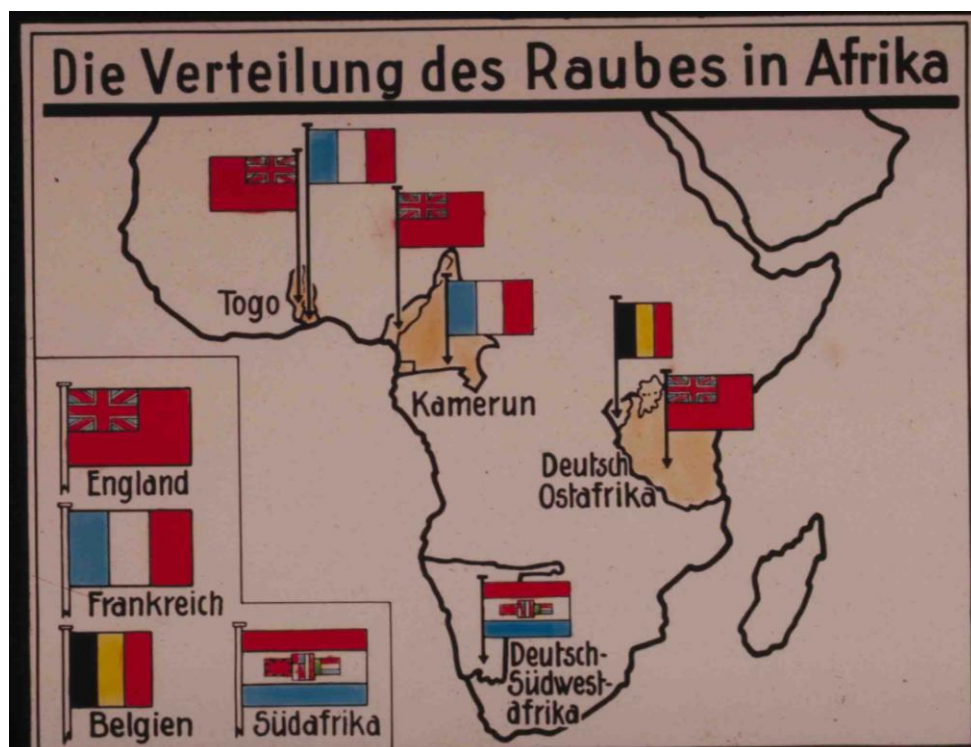 Die Verteilung des Raubes in Afrika
Togo
Kamerun
Deutsch
Ostafrika
Deutsch-
Südwest-
afrika
England
Frankreich
Belgien
Südafrika